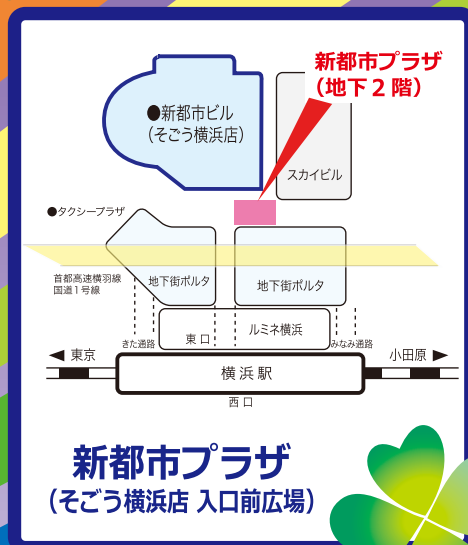 新都市プラザ
(地下2階)
●新都市ビル
(そごう横浜店)
スカイビル
●タクシープラザ
首都高速横羽線
国道1号線
地下街ポルタ
地下街ポルタ
きた通路
東口
ルミネ横浜
みなみ通路
東京
小田原
横浜駅
西口
新都市プラザ
(そごう横浜店 入口前広場)